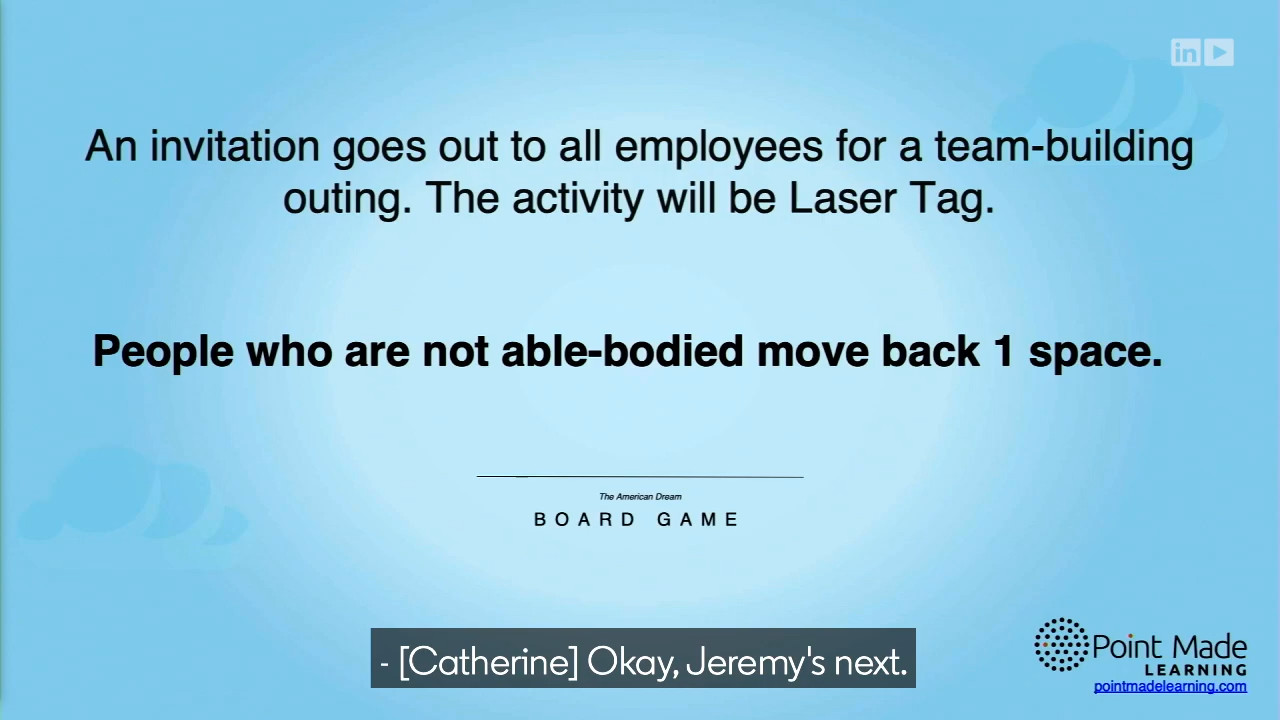 in
An invitation goes out to all employees for a team-building
outing. The activity will be Laser Tag.
People who are not able-bodied move back 1 space.
The American Dream
BOARD GAME
- [Catherine] Okay, Jeremy's next.
Point Made
LEARNING
pointmadelearning.com